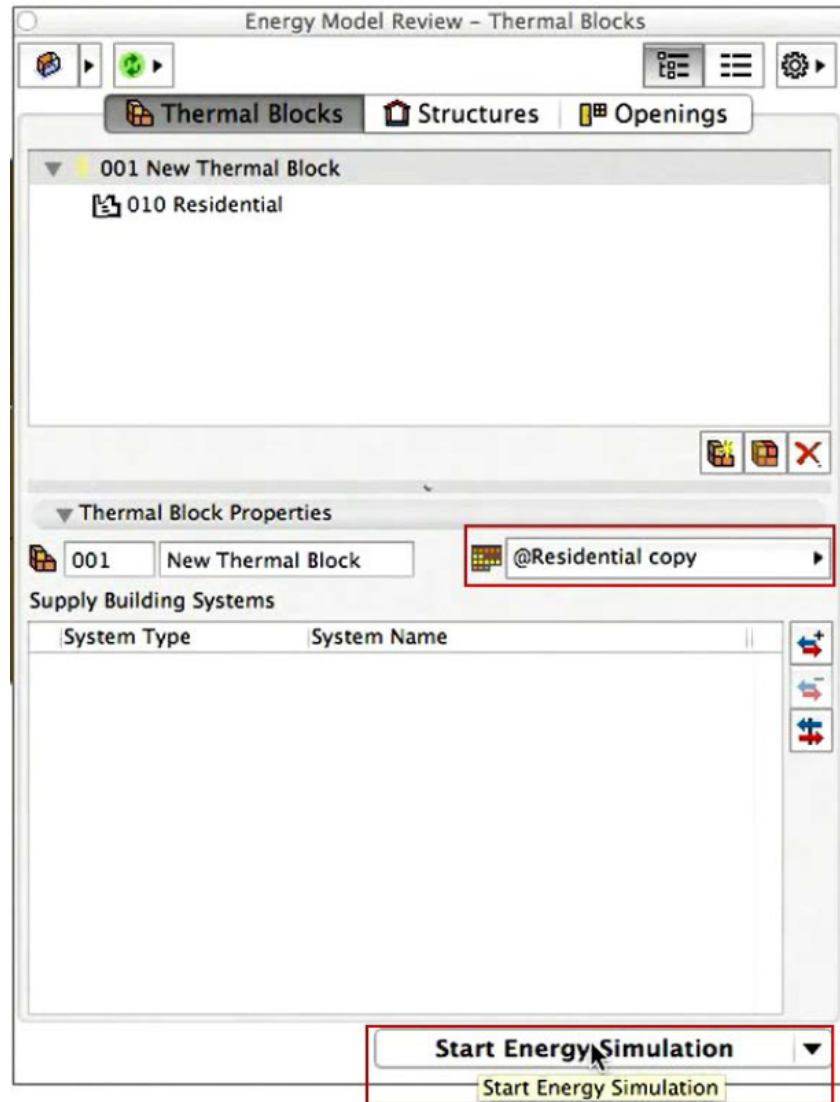 Energy Model Review – Thermal Blocks
Thermal Blocks Structures Openings
001 New Thermal Block
010 Residential
Thermal Block Properties
001 New Thermal Block @Residential copy
Supply Building Systems
System Type System Name
Start Energy Simulation
Start Energy Simulation